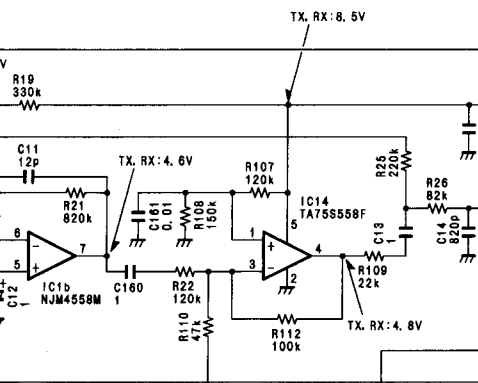 TX. RX:8. 5V
V
R19
330k
C11
12p
TX. RX:4. 6V
R21
820k
R107
120k
R25
220k
R26
82k
C161
0.01
R108
150k
IC14
TA75S558F
C13
1
C14
820p
6
5
7
1
3
5
4
2
+
-
+
-
C12
1
+
IC1b
NJM4558M
C160
1
R22
120k
R109
22k
R110
47k
R112
100k
TX. RX:4. 8V